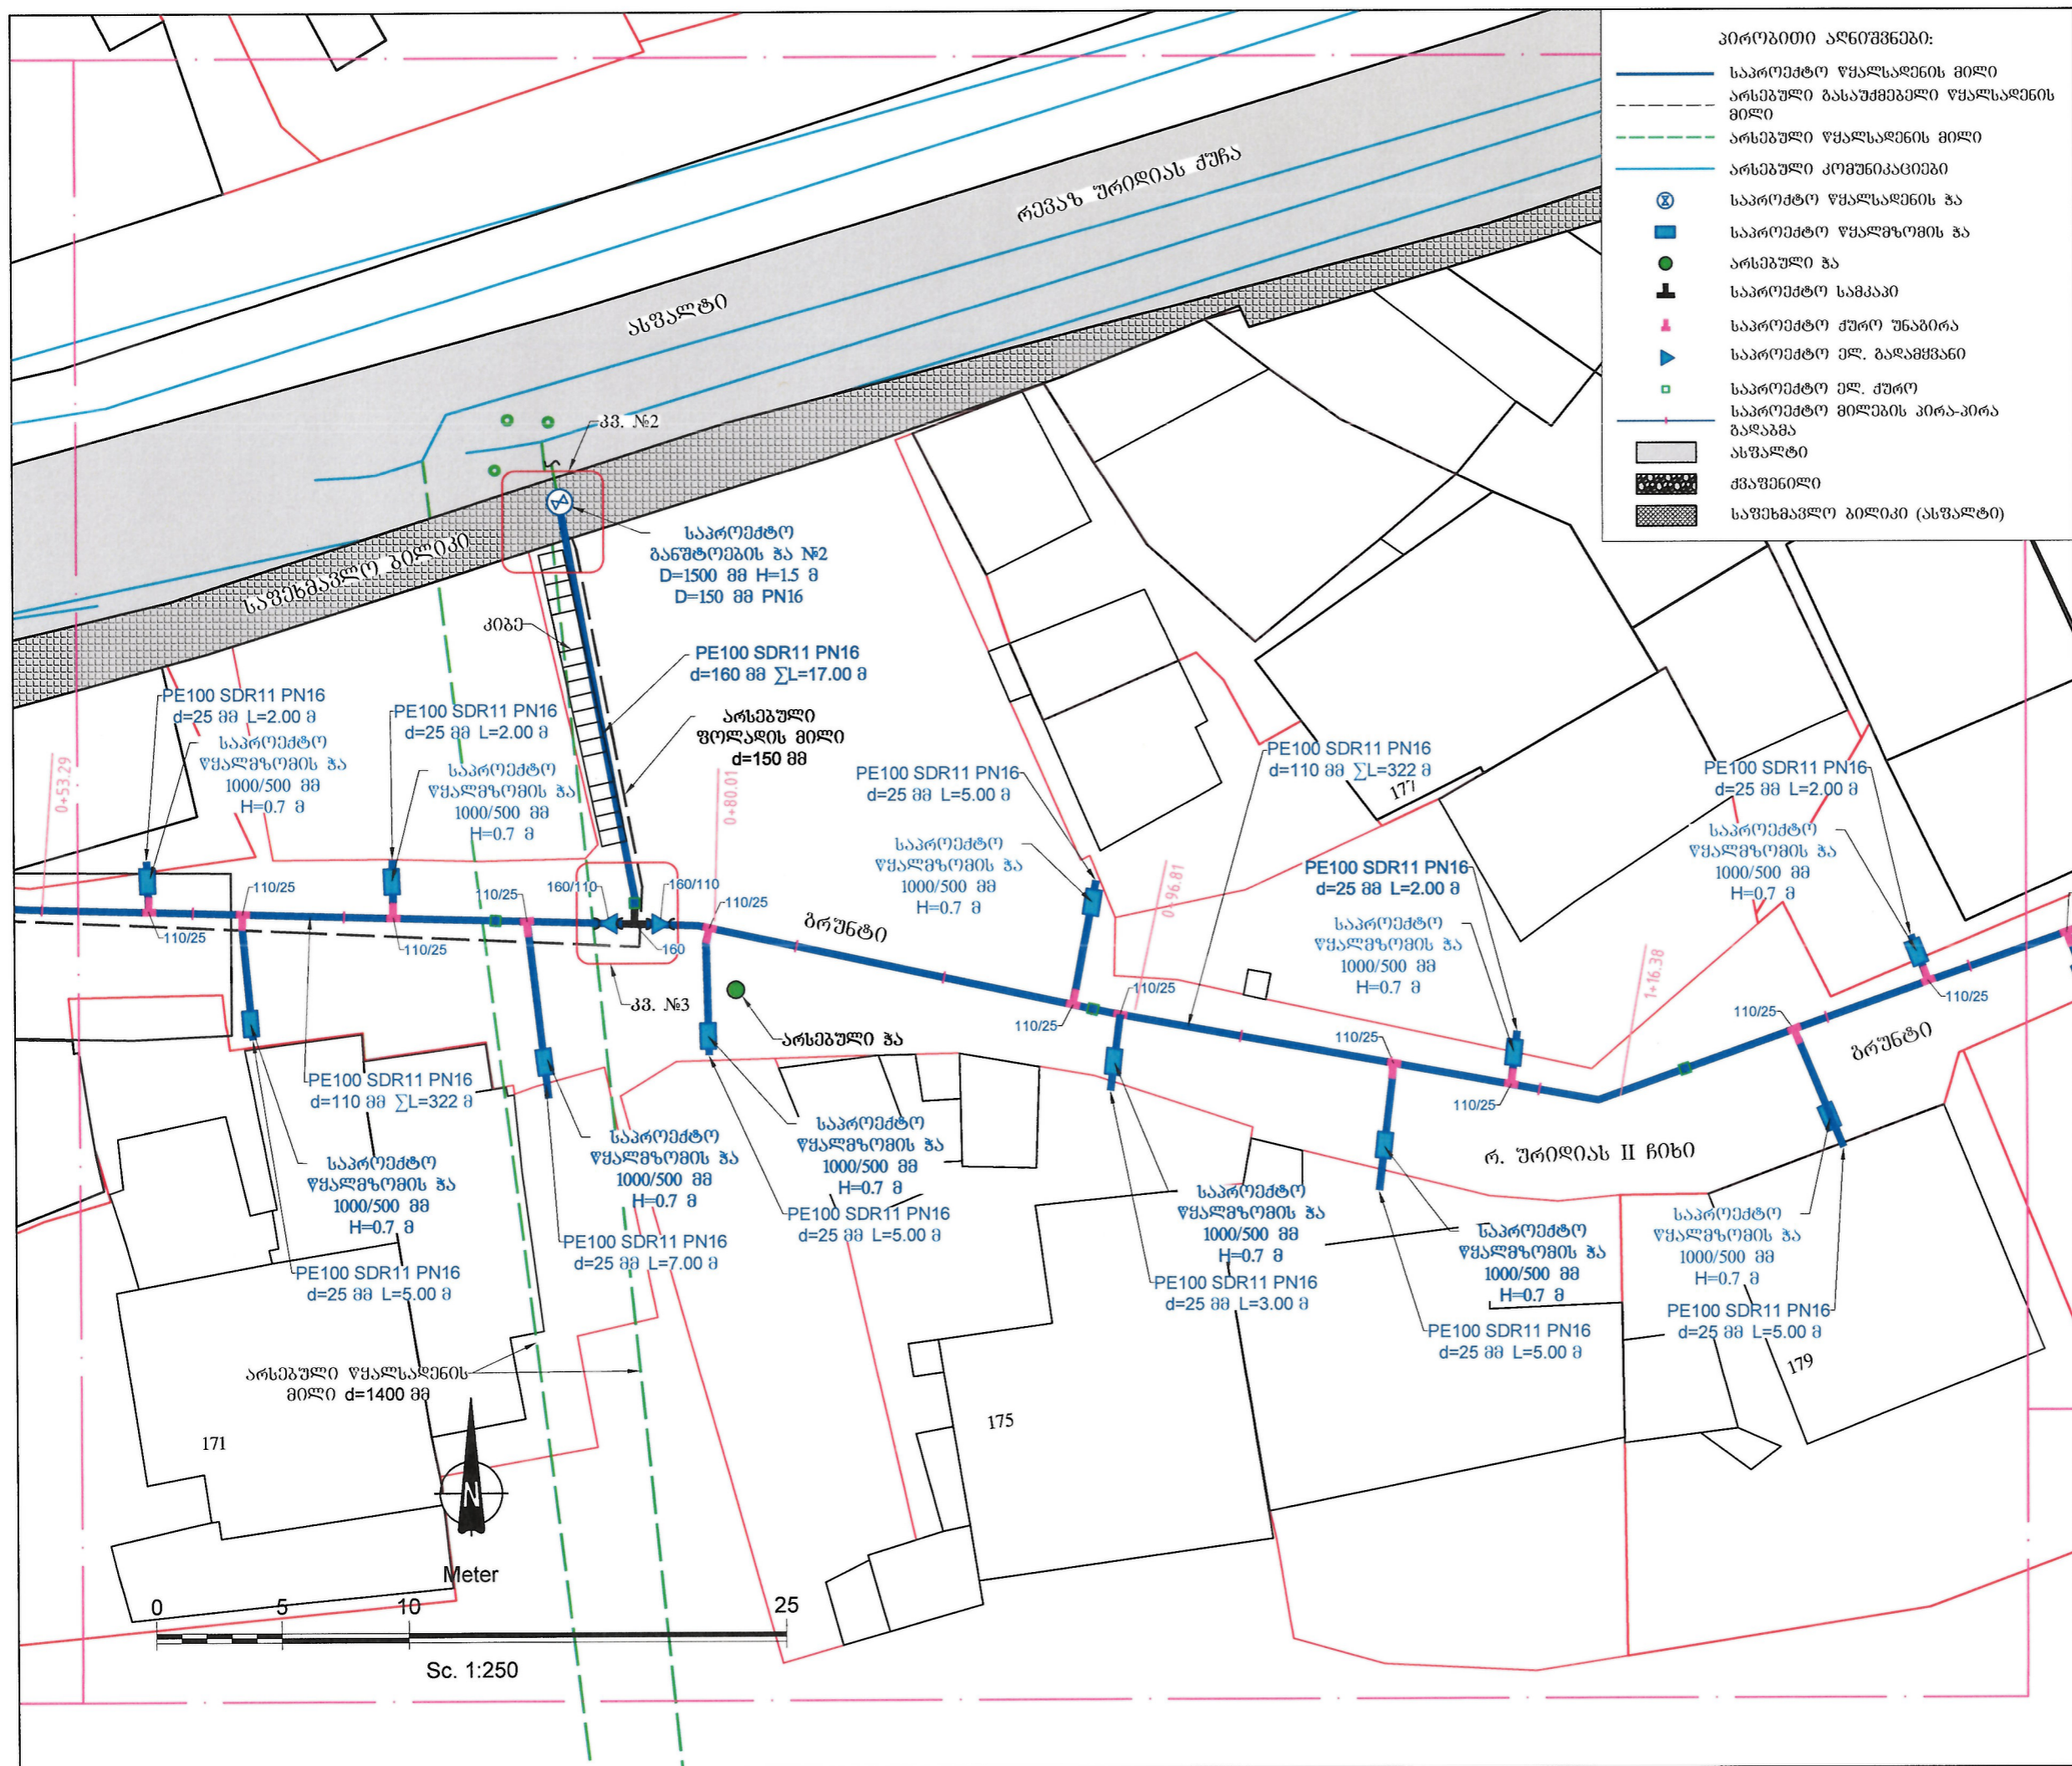 პირობითი აღნიშვნები:
საპროექტო წყალსადენის მილი
არსებული გასაუქმებელი წყალსადენის
მილი
არსებული წყალსადენის მილი
არსებული კომუნიკაციები
საპროქტო წყალსადენის ჭა
საპროექტო წყალმზომის ჭა
არსებული ჭა
საპროექტო სამკაპი
საპროექტო ქურო უნაგირა
საპროექტო ელ. გადამყვანი
საპროექტო ელ. ქურო
საპროექტო მილების პირა-პირა
გადაბმა
ასფალტი
ქვაფენილი
საფეხმავლო ბილიკი (ასფალტი)
რევაზ ურიდიას ქუჩა
ასფალტი
კვ. №2
საფეხმავლო ბილიკი
საპროექტო
განშტოების ჭა №2
D=1500 მმ H=1.5 მ
D=150 მმ PN16
კიბე
PE100 SDR11 PN16
d=160 მმ ∑L=17.00 მ
არსებული
ფოლადის მილი
d=150 მმ
PE100 SDR11 PN16
d=25 მმ L=2.00 მ
საპროექტო
წყალმზომის ჭა
1000/500 მმ
H=0.7 მ
PE100 SDR11 PN16
d=25 მმ L=2.00 მ
საპროექტო
წყალმზომის ჭა
1000/500 მმ
H=0.7 მ
0+53.29
0+80.01
PE100 SDR11 PN16
d=25 მმ L=5.00 მ
საპროექტო
წყალმზომის ჭა
1000/500 მმ
H=0.7 მ
PE100 SDR11 PN16
d=110 მმ ∑L=322 მ
177
0+96.81
PE100 SDR11 PN16
d=25 მმ L=2.00 მ
საპროექტო
წყალმზომის ჭა
1000/500 მმ
H=0.7 მ
PE100 SDR11 PN16
d=25 მმ L=2.00 მ
საპროექტო
წყალმზომის ჭა
1000/500 მმ
H=0.7 მ
1+16.38
110/25
110/25
110/25
110/25
160/110
160/110
110/25
160
გრუნტი
კვ. №3
არსებული ჭა
110/25
110/25
110/25
110/25
110/25
110/25
გრუნტი
რ. ურიდიას II ჩიხი
PE100 SDR11 PN16
d=110 მმ ∑L=322 მ
საპროექტო
წყალმზომის ჭა
1000/500 მმ
H=0.7 მ
PE100 SDR11 PN16
d=25 მმ L=5.00 მ
საპროექტო
წყალმზომის ჭა
1000/500 მმ
H=0.7 მ
PE100 SDR11 PN16
d=25 მმ L=7.00 მ
საპროექტო
წყალმზომის ჭა
1000/500 მმ
H=0.7 მ
PE100 SDR11 PN16
d=25 მმ L=5.00 მ
საპროექტო
წყალმზომის ჭა
1000/500 მმ
H=0.7 მ
PE100 SDR11 PN16
d=25 მმ L=3.00 მ
საპროექტო
წყალმზომის ჭა
1000/500 მმ
H=0.7 მ
PE100 SDR11 PN16
d=25 მმ L=5.00 მ
საპროექტო
წყალმზომის ჭა
1000/500 მმ
H=0.7 მ
PE100 SDR11 PN16
d=25 მმ L=5.00 მ
179
არსებული წყალსადენის
მილი d=1400 მმ
171
175
N
Meter
0 5 10 25
Sc. 1:250